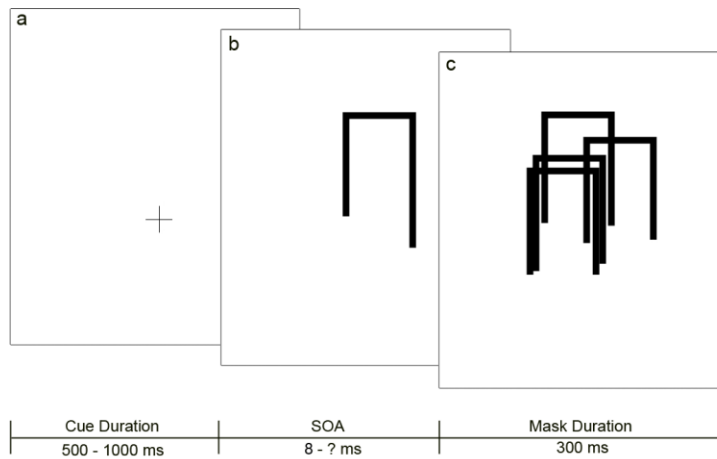 a
b
c
Cue Duration SOA Mask Duration
500 - 1000 ms 8 - ? ms 300 ms